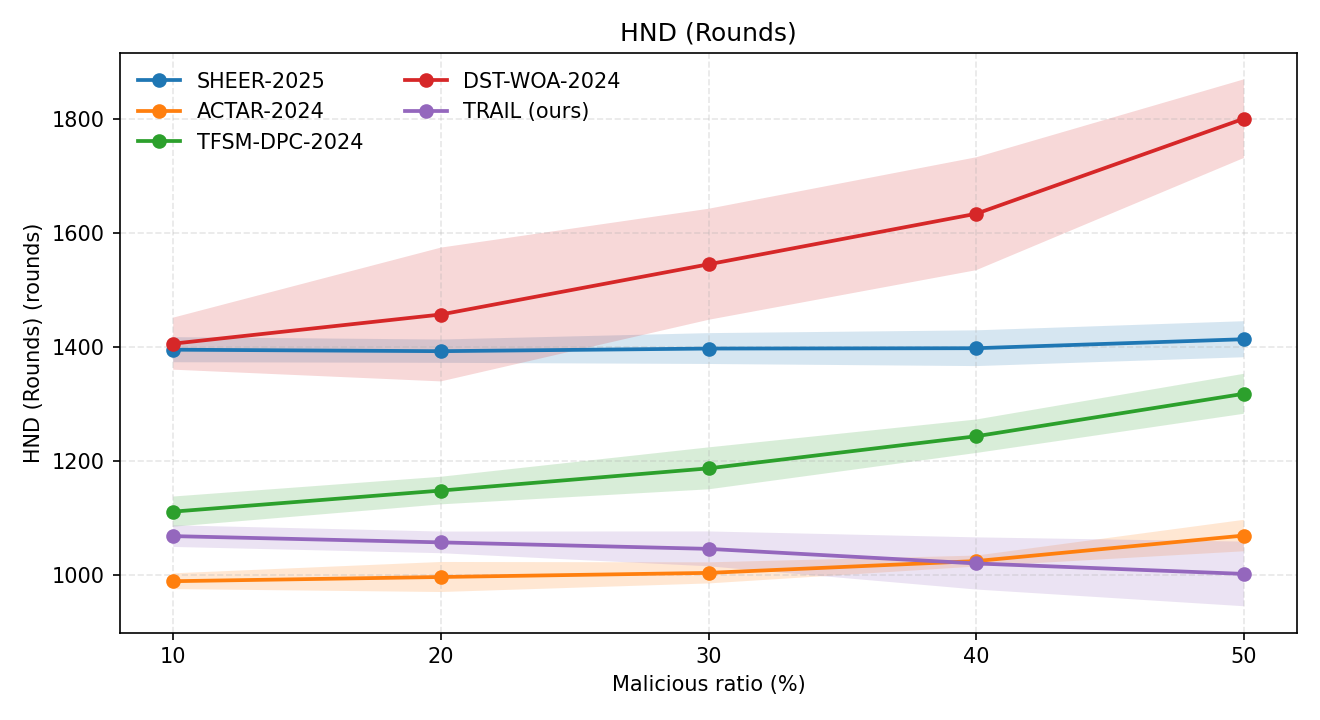 HND (Rounds)
SHEER-2025
ACTAR-2024
TFSM-DPC-2024
DST-WOA-2024
TRAIL (ours)
HND (Rounds) (rounds)
1800
1600
1400
1200
1000
10 20 30 40 50
Malicious ratio (%)